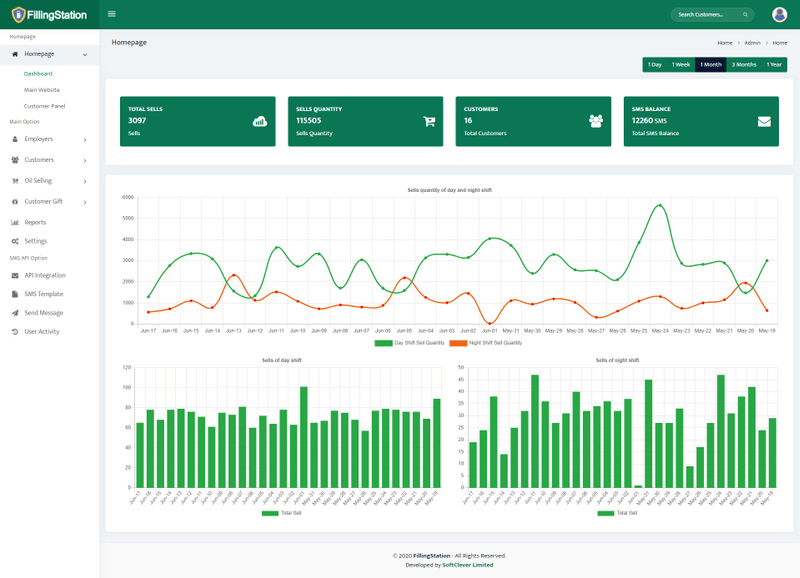 FillingStation
Search Customers...
Homepage
Homepage
Dashboard
Main Website
Customer Panel
Main Option
Employers
Customers
Oil Selling
Customer Gift
Reports
Settings
SMS API Option
API Integration
SMS Template
Send Message
User Activity
Homepage
Home › Admin › Home
1 Day 1 Week 1 Month 3 Months 1 Year
TOTAL SELLS
3097
Sells
SELLS QUANTITY
115505
Sells Quantity
CUSTOMERS
16
Total Customers
SMS BALANCE
12260 SMS
Total SMS Balance
Sells quantity of day and night shift
6000
5000
4000
3000
2000
1000
0
Jun-17 Jun-16 Jun-15 Jun-14 Jun-13 Jun-12 Jun-11 Jun-10 Jun-09 Jun-08 Jun-07 Jun-06 Jun-05 Jun-04 Jun-03 Jun-02 Jun-01 May-31 May-30 May-29 May-28 May-27 May-26 May-25 May-24 May-23 May-22 May-21 May-20 May-19
Day Shift Sell Quantity Night Shift Sell Quantity
Sells of day shift
120
100
80
60
40
20
0
Jun-17 Jun-16 Jun-15 Jun-14 Jun-13 Jun-12 Jun-11 Jun-10 Jun-09 Jun-08 Jun-07 Jun-06 Jun-05 Jun-04 Jun-03 Jun-02 Jun-01 May-31 May-30 May-29 May-28 May-27 May-26 May-25 May-24 May-23 May-22 May-21 May-20 May-19
Total Sell
Sells of night shift
50
45
40
35
30
25
20
15
10
5
0
Jun-17 Jun-16 Jun-15 Jun-14 Jun-13 Jun-12 Jun-11 Jun-10 Jun-09 Jun-08 Jun-07 Jun-06 Jun-05 Jun-04 Jun-03 Jun-02 Jun-01 May-31 May-30 May-29 May-28 May-27 May-26 May-25 May-24 May-23 May-22 May-21 May-20 May-19
Total Sell
© 2020 FillingStation - All Rights Reserved.
Developed by SoftClever Limited